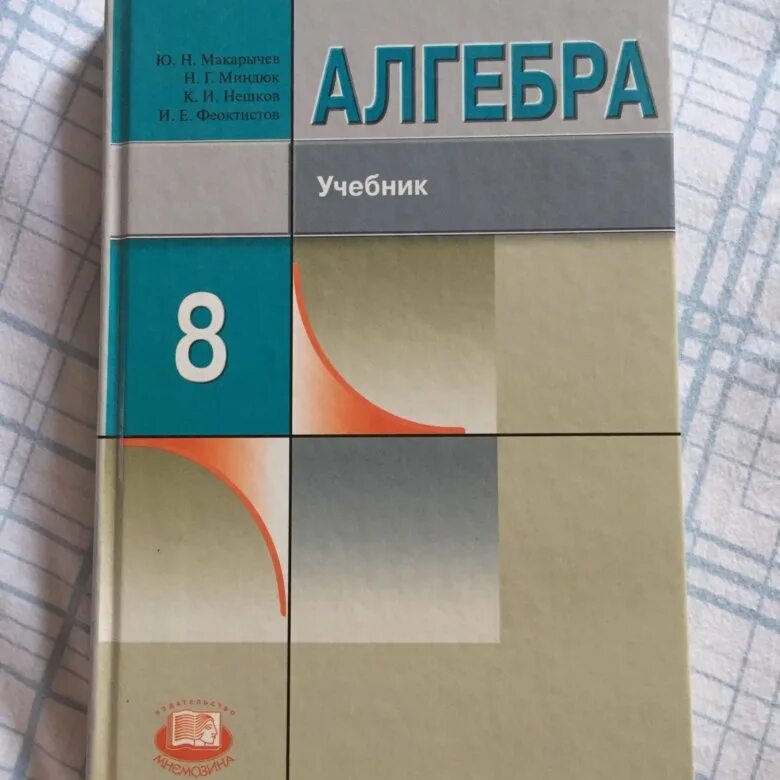 Ю. Н. Макарычев
Н. Г. Миндюк
К. И. Нешков
И. Е. Феоктистов
АЛГЕБРА
Учебник
8
издательство
МНЕМОЗИНА